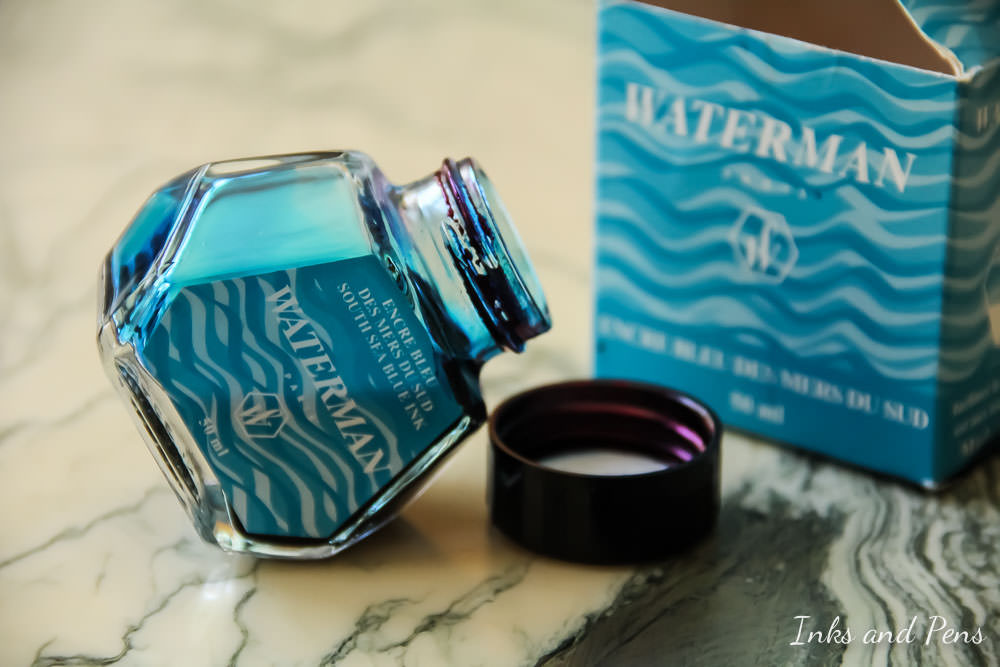 WATERMAN
PARIS
50 ml
ENCRE BLEU
DES MERS DU SUD
SOUTH SEA BLUE INK
WATERMAN
ENCRE BLEU DES MERS DU SUD
50 ml
Inks and Pens